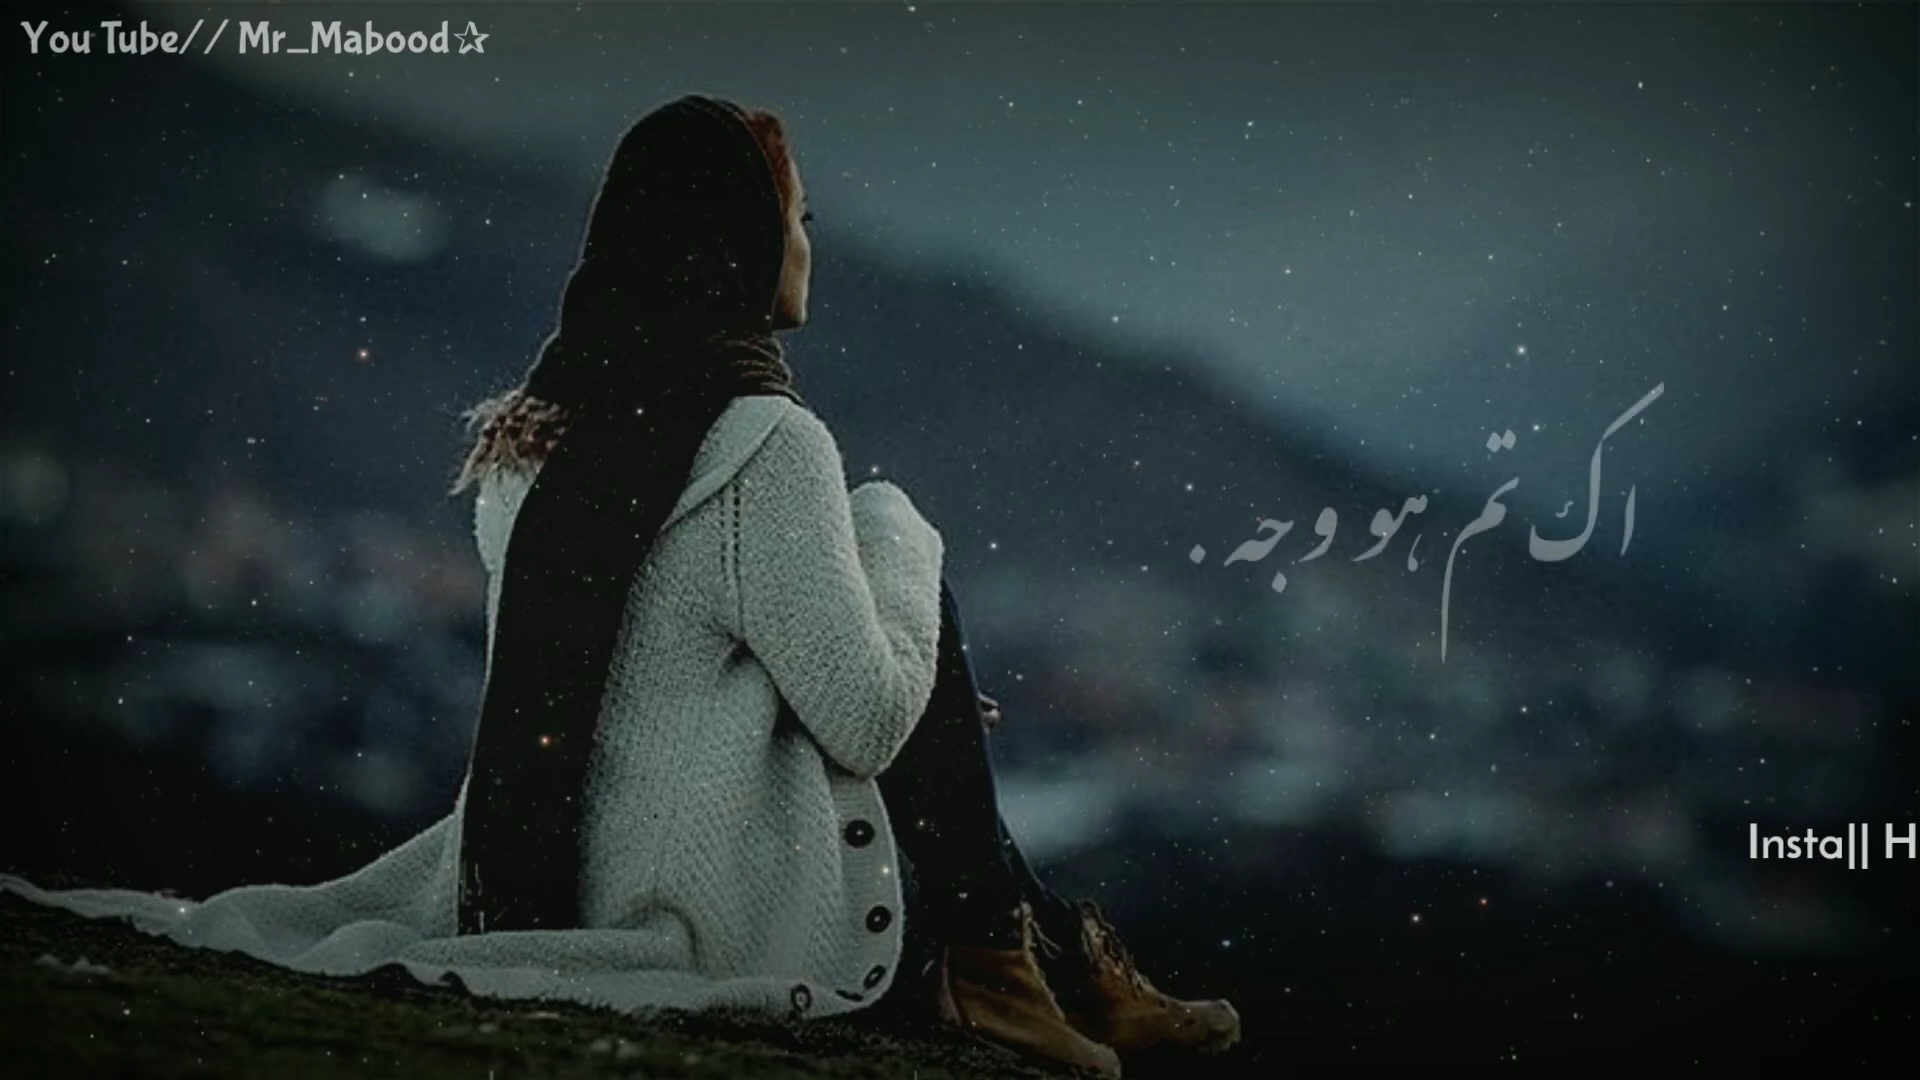 You Tube// Mr_Mabood☆
اک تم ہو وجہ .
Insta|| H